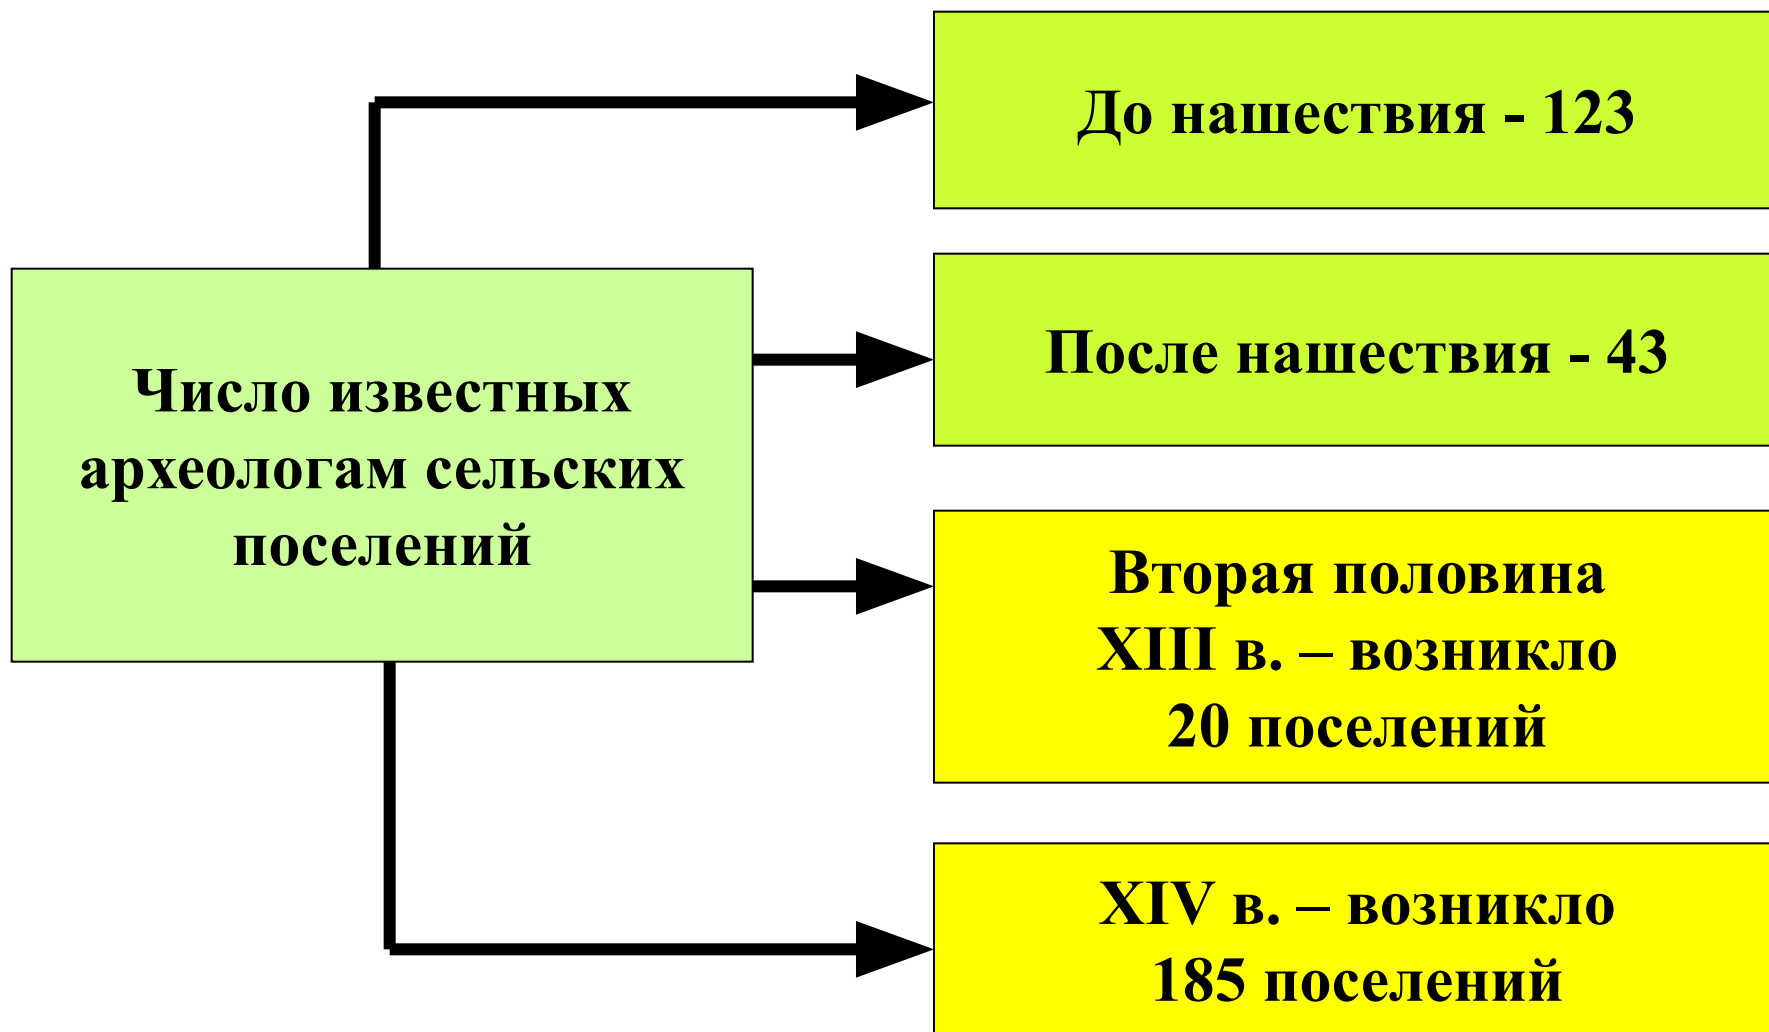 До нашествия - 123
После нашествия - 43
Число известных
археологам сельских
поселений
Вторая половина
XIII в. – возникло
20 поселений
XIV в. – возникло
185 поселений